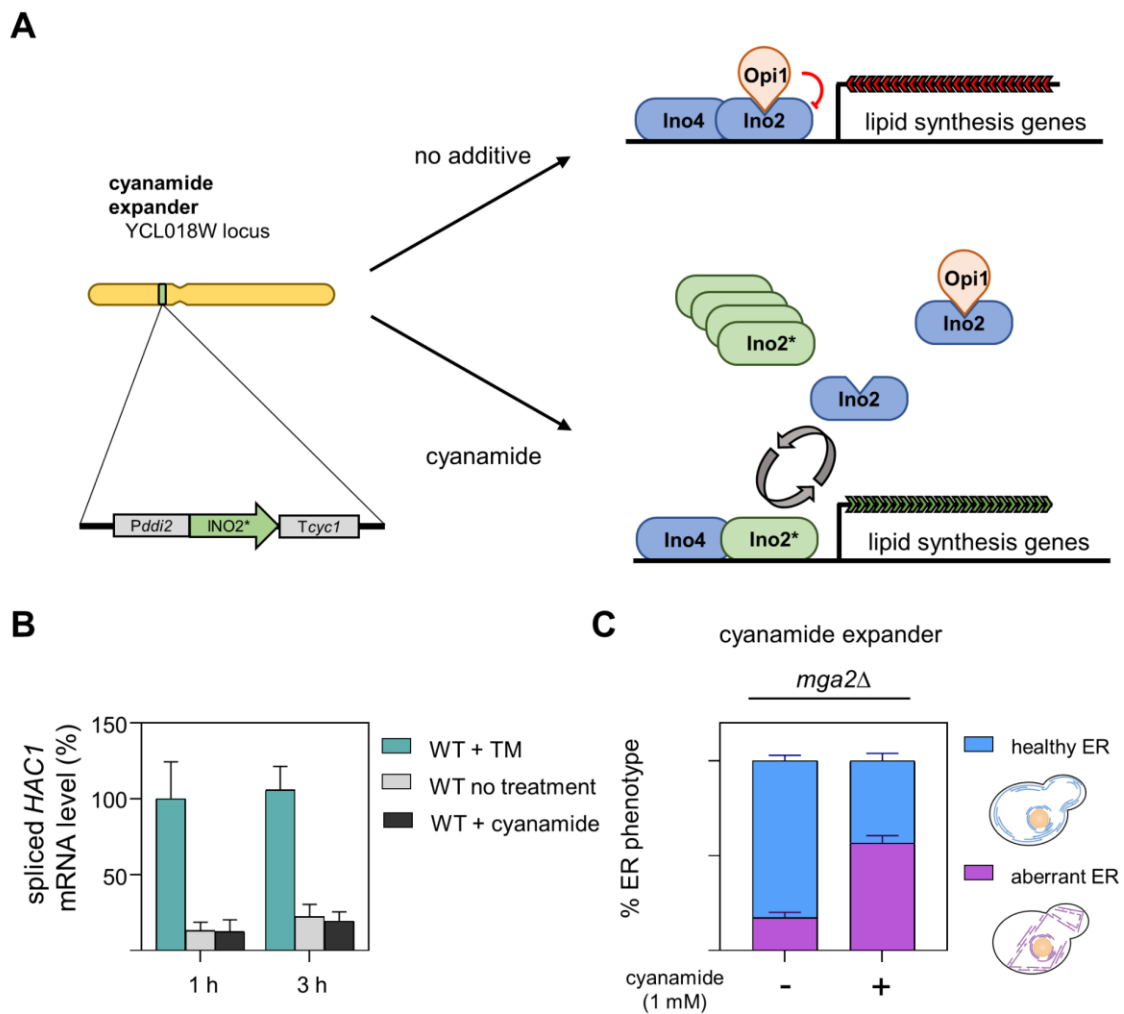 A
Opi1
Ino4
Ino2
lipid synthesis genes
no additive
cyanamide
expander
YCL018W locus
Opi1
Ino2
Ino2*
Ino2
cyanamide
Pddi2
INO2*
Tcyc1
Ino4
Ino2*
lipid synthesis genes
B
spliced HAC1
mRNA level (%)
150
100
50
1 h
3 h
WT + TM
WT no treatment
WT + cyanamide
C
cyanamide expander
mga2Δ
% ER phenotype
cyanamide
(1 mM)
-
+
healthy ER
aberrant ER